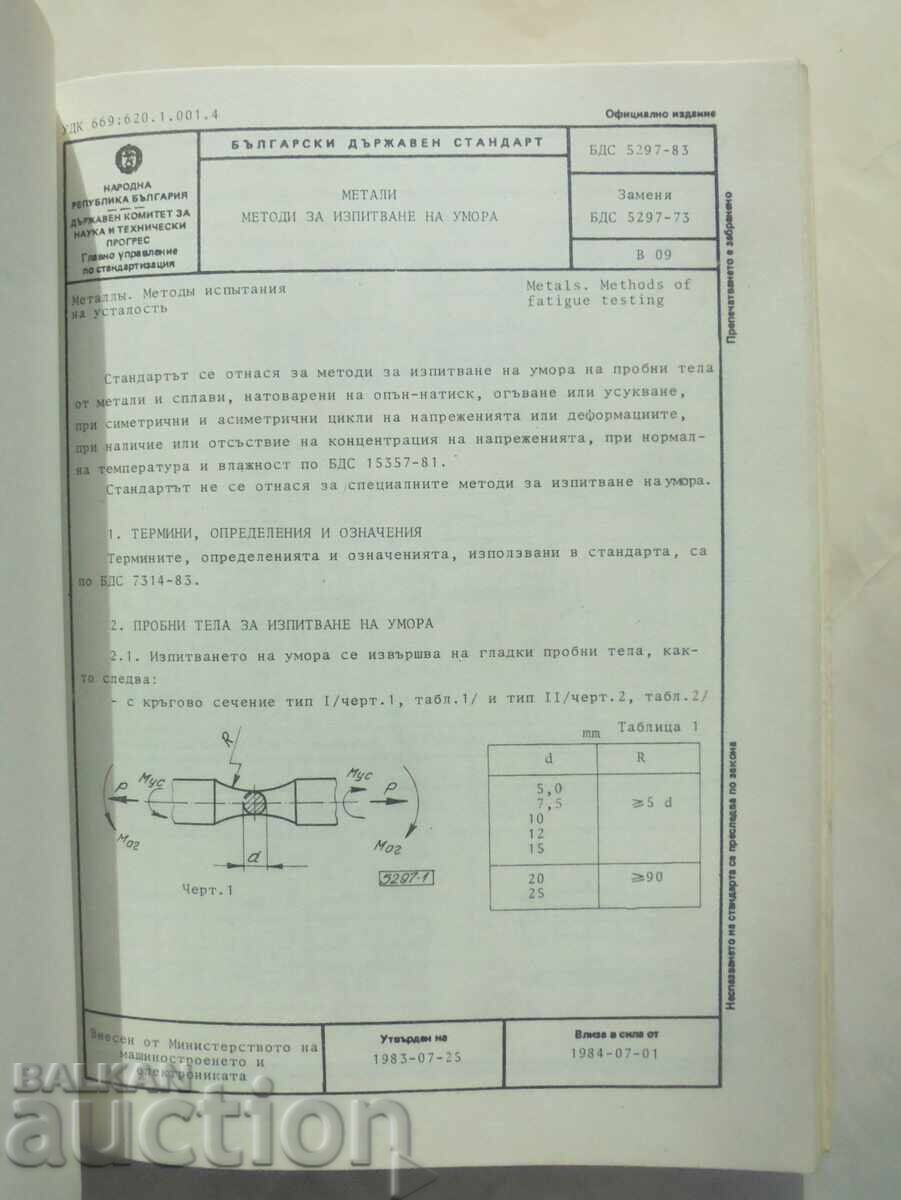 УДК 669:620.1.001.4
Официално издание
НАРОДНА
РЕПУБЛИКА БЪЛГАРИЯ
ДЪРЖАВЕН КОМИТЕТ ЗА
НАУКА И ТЕХНИЧЕСКИ
ПРОГРЕС
Главно управление
по стандартизация
БЪЛГАРСКИ ДЪРЖАВЕН СТАНДАРТ
МЕТАЛИ
МЕТОДИ ЗА ИЗПИТВАНЕ НА УМОРА
БДС 5297-83
Заменя
БДС 5297-73
В 09
Металлы. Методы испытания
на усталость
Metals. Methods of
fatigue testing
Стандартът се отнася за методи за изпитване на умора на пробни тела
от метали и сплави, натоварени на опън-натиск, огъване или усукване,
при симетрични и асиметрични цикли на напреженията или деформациите,
при наличие или отсъствие на концентрация на напреженията, при нормал-
на температура и влажност по БДС 15357-81.
Стандартът не се отнася за специалните методи за изпитване на умора.
1. ТЕРМИНИ, ОПРЕДЕЛЕНИЯ И ОЗНАЧЕНИЯ
Термините, определенията и означенията, използвани в стандарта, са
по БДС 7314-83.
2. ПРОБНИ ТЕЛА ЗА ИЗПИТВАНЕ НА УМОРА
2.1. Изпитването на умора се извършва на гладки пробни тела, как-
то следва:
- с кръгово сечение тип I/черт.1, табл.1/ и тип II/черт.2, табл.2/
R
Mус
P
Mог
d
Mус
P
Mог
5297-1
Черт.1
mm
Таблица 1
d R
5,0
7,5 ≥5 d
10
12
15
20 ≥90
25
Внесен от Министерството на
машиностроенето и
електрониката
Утвърден на
1983-07-25
Влиза в сила от
1984-07-01
Препечатването е забранено
Неспазването на стандарта се преследва по закона
BALKAN
auction